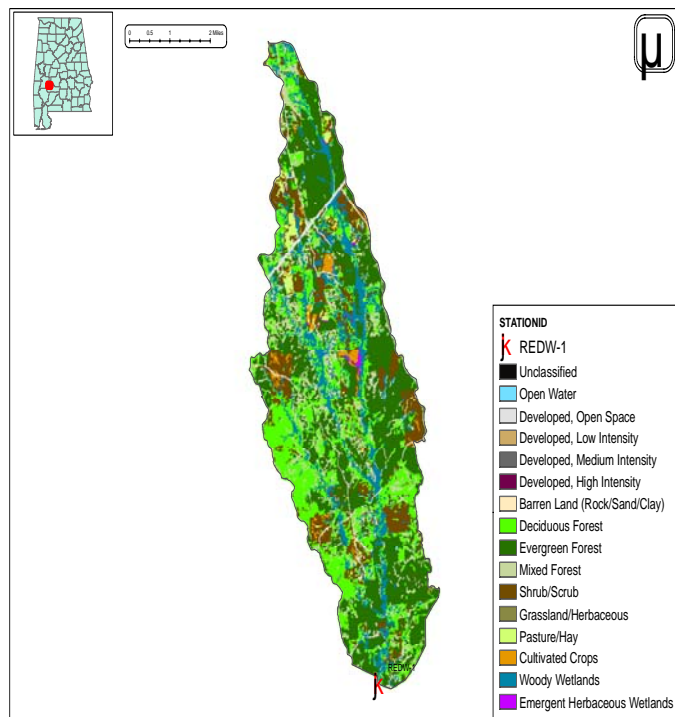 0 0.5 1 2 Miles
µ
STATIONID
REDW-1
Unclassified
Open Water
Developed, Open Space
Developed, Low Intensity
Developed, Medium Intensity
Developed, High Intensity
Barren Land (Rock/Sand/Clay)
Deciduous Forest
Evergreen Forest
Mixed Forest
Shrub/Scrub
Grassland/Herbaceous
Pasture/Hay
Cultivated Crops
Woody Wetlands
Emergent Herbaceous Wetlands
REDW-1